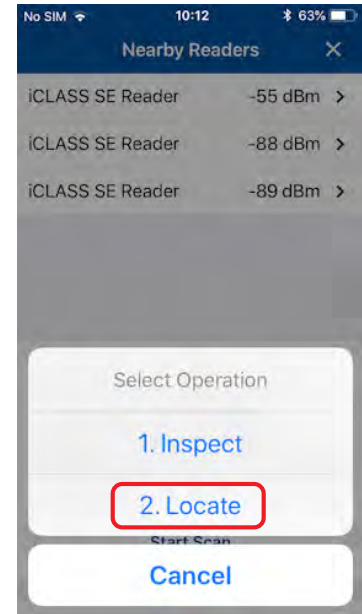 No SIM 10:12 63%
Nearby Readers ×
iCLASS SE Reader -55 dBm >
iCLASS SE Reader -88 dBm >
iCLASS SE Reader -89 dBm >
Select Operation
1. Inspect
2. Locate
Start Scan
Cancel